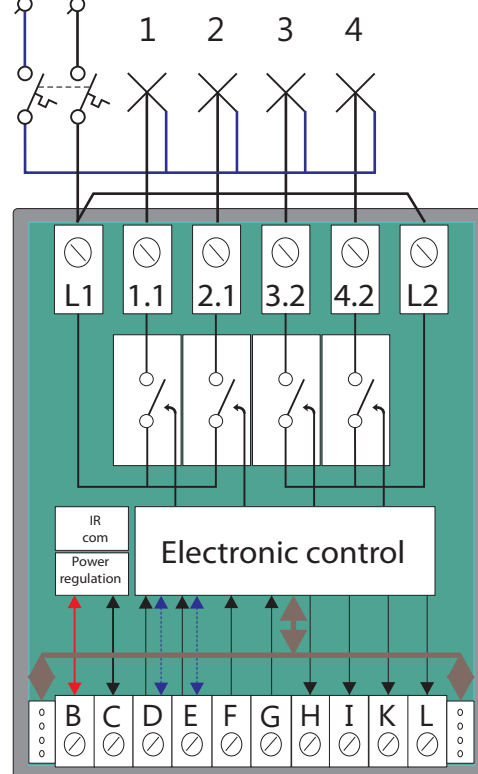 1 2 3 4
L1 1.1 2.1 3.2 4.2 L2
IR
com
Power
regulation
Electronic control
B C D E F G H I K L